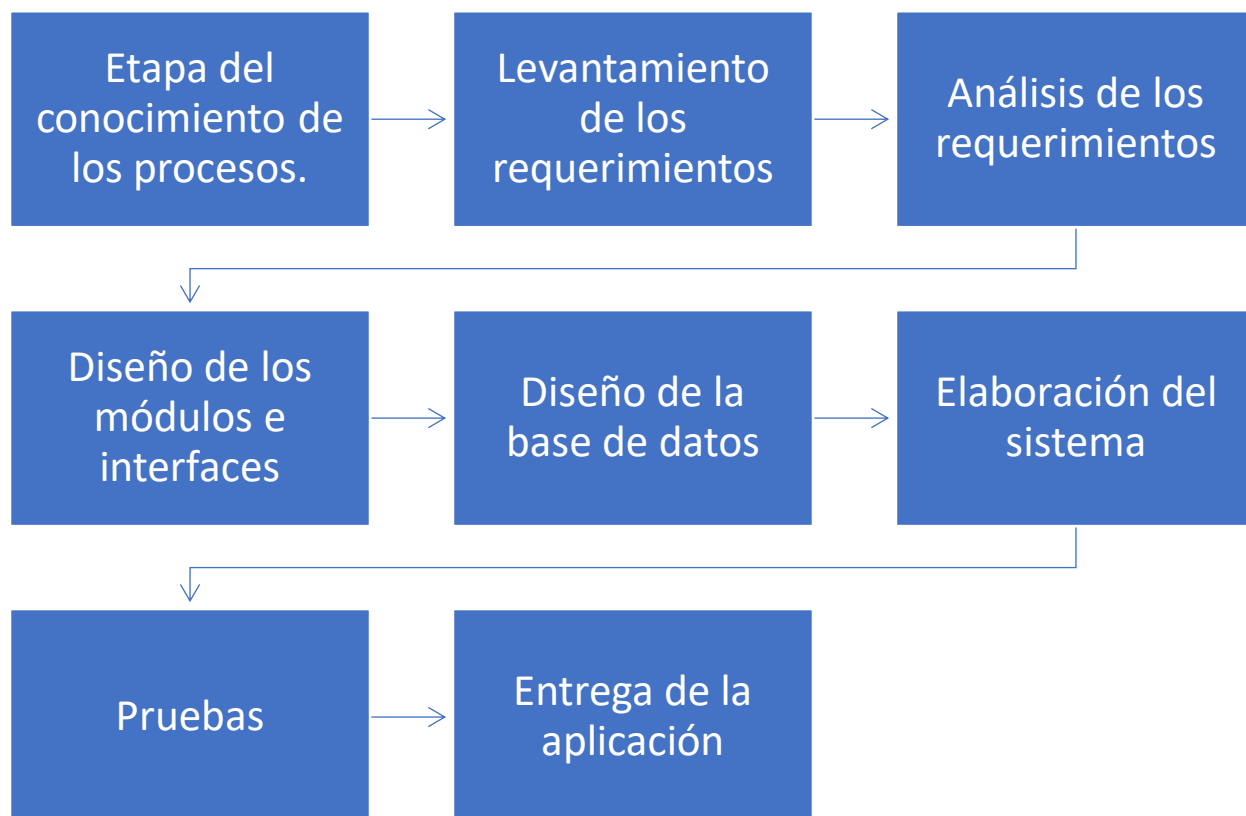 Etapa del
conocimiento de
los procesos.
Levantamiento
de los
requerimientos
Análisis de los
requerimientos
Diseño de los
módulos e
interfaces
Diseño de la
base de datos
Elaboración del
sistema
Pruebas
Entrega de la
aplicación